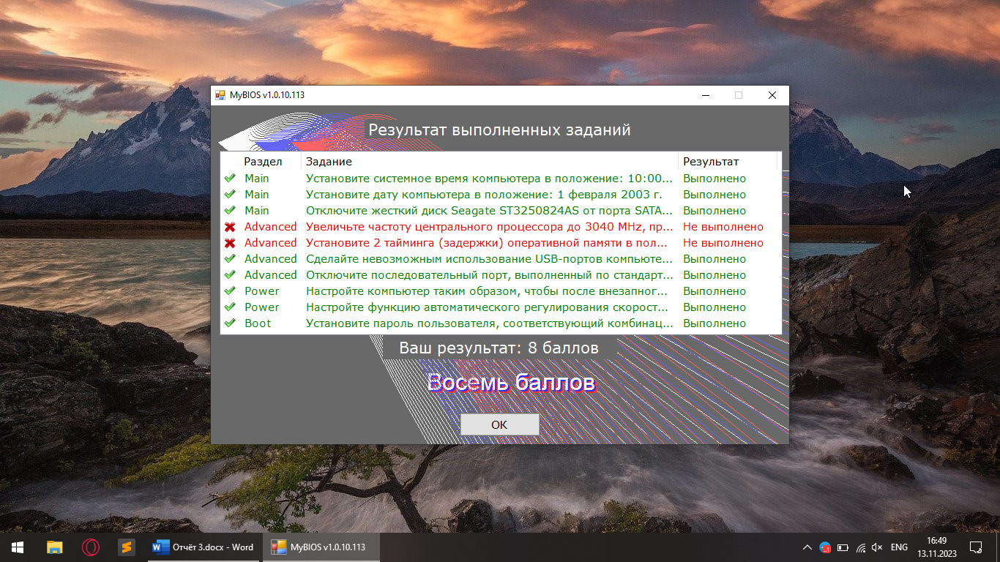 MyBIOS v1.0.10.113
Результат выполненных заданий
Раздел Задание Результат
Main Установите системное время компьютера в положение: 10:00... Выполнено
Main Установите дату компьютера в положение: 1 февраля 2003 г. Выполнено
Main Отключите жесткий диск Seagate ST3250824AS от порта SATA... Выполнено
Advanced Увеличьте частоту центрального процессора до 3040 MHz, пр... Не выполнено
Advanced Установите 2 тайминга (задержки) оперативной памяти в пол... Не выполнено
Advanced Сделайте невозможным использование USB-портов компьюте... Выполнено
Advanced Отключите последовательный порт, выполненный по стандарт... Выполнено
Power Настройте компьютер таким образом, чтобы после внезапног... Выполнено
Power Настройте функцию автоматического регулирования скорост... Выполнено
Boot Установите пароль пользователя, соответствующий комбинац... Выполнено
Ваш результат: 8 баллов
Восемь баллов
OK
Отчёт 3.docx - Word MyBIOS v1.0.10.113 ENG 16:49
13.11.2023